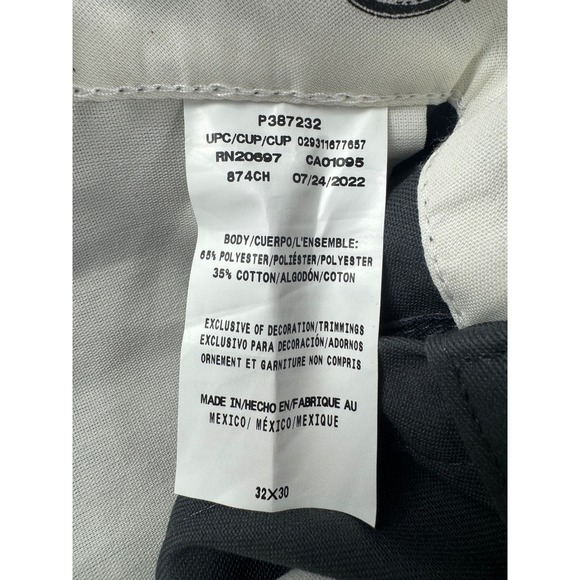 P387232
UPC/CUP/CUP 029311677657
RN20697 CA01095
874CH 07/24/2022
BODY/CUERPO/L'ENSEMBLE:
65% POLYESTER/POLIÉSTER/POLYESTER
35% COTTON/ALGODÓN/COTON
EXCLUSIVE OF DECORATION/TRIMMINGS
EXCLUSIVO PARA DECORACIÓN/ADORNOS
ORNEMENT ET GARNITURE NON COMPRIS
MADE IN/HECHO EN/FABRIQUE AU
MEXICO/ MÉXICO/MEXIQUE
32X30